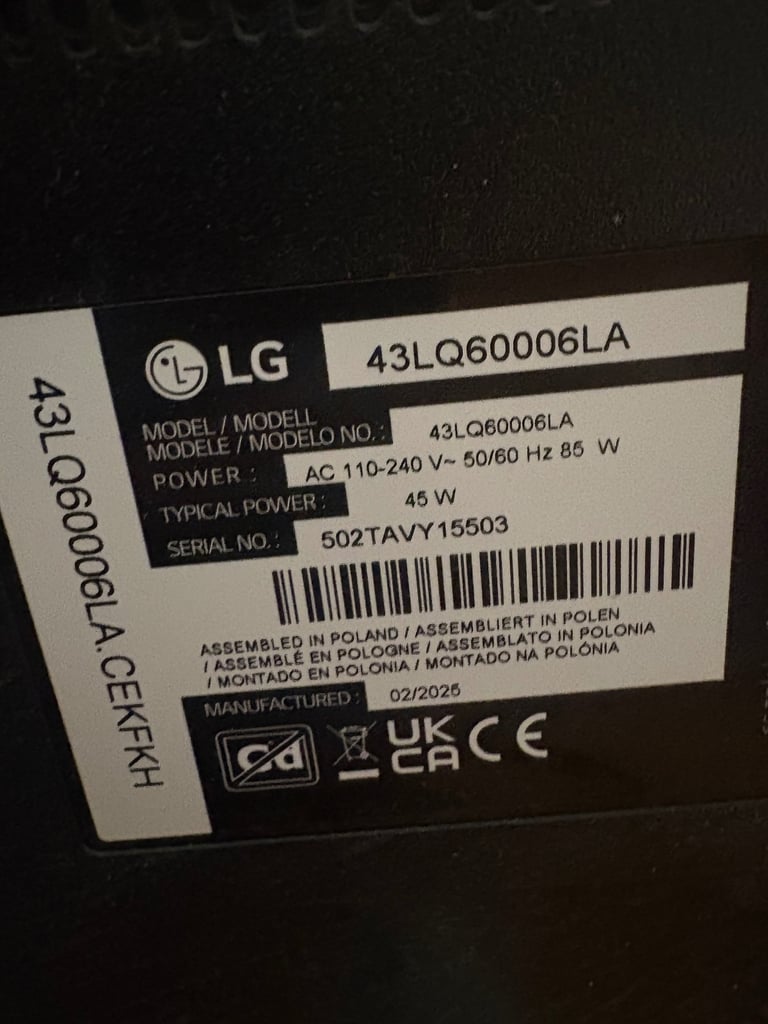 LG
43LQ60006LA
MODEL / MODELL
MODELE / MODELO NO. :
43LQ60006LA
POWER : AC 110-240 V~ 50/60 Hz 85 W
TYPICAL POWER : 45 W
SERIAL NO. : 502TAVY15503
ASSEMBLED IN POLAND / ASSEMBLIERT IN POLEN
/ ASSEMBLÉ EN POLOGNE / ASSEMBLATO IN POLONIA
/ MONTADO EN POLONIA / MONTADO NA POLÓNIA
MANUFACTURED : 02/2025
Cd
UK
CA
CE
43LQ60006LA.CEKFKH